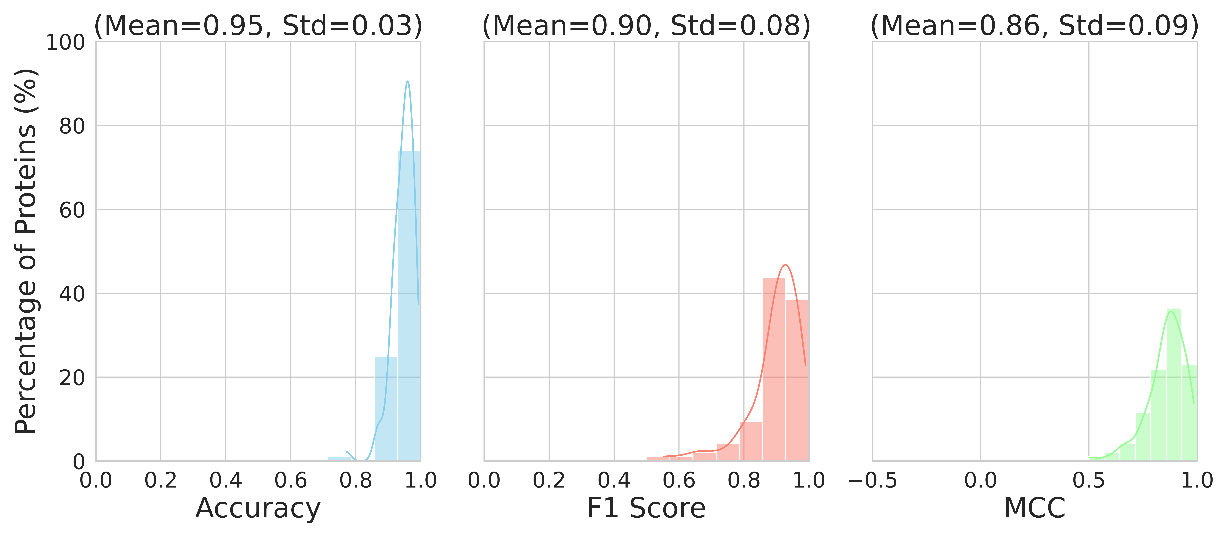 (Mean=0.95, Std=0.03)
(Mean=0.90, Std=0.08)
(Mean=0.86, Std=0.09)
Percentage of Proteins (%)
100
80
60
40
20
0
0.0 0.2 0.4 0.6 0.8 1.0
Accuracy
0.0 0.2 0.4 0.6 0.8 1.0
F1 Score
−0.5 0.0 0.5 1.0
MCC